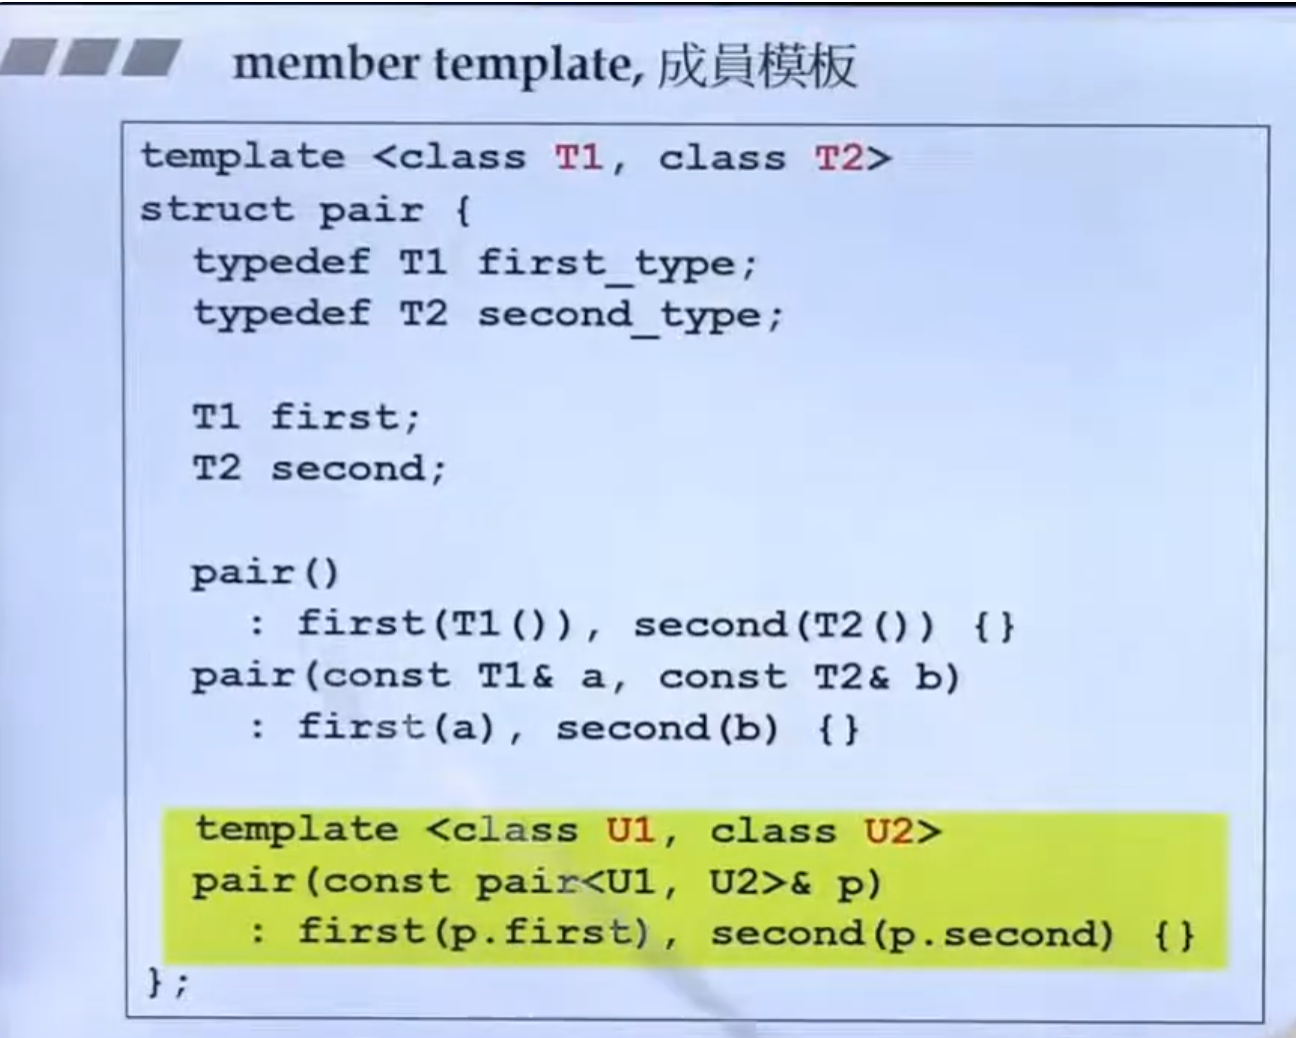 member template, 成員模板
template <class T1, class T2>
struct pair {
typedef T1 first_type;
typedef T2 second_type;
T1 first;
T2 second;
pair()
: first(T1()), second(T2()) {}
pair(const T1& a, const T2& b)
: first(a), second(b) {}
template <class U1, class U2>
pair(const pair<U1, U2>& p)
: first(p.first), second(p.second) {}
};